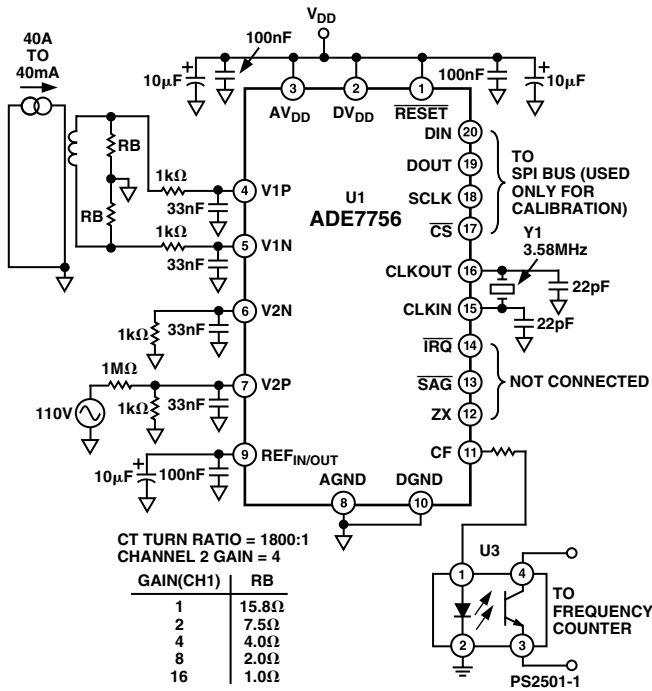 40A
TO
40mA
V_DD
100nF
10μF
100nF
10μF
3
2
1
AV_DD
DV_DD
RESET
DIN
20
DOUT
19
SCLK
18
CS
17
TO
SPI BUS (USED
ONLY FOR
CALIBRATION)
U1
ADE7756
RB
RB
1kΩ
33nF
4
V1P
1kΩ
33nF
5
V1N
Y1
3.58MHz
CLKOUT
16
22pF
CLKIN
15
22pF
6
V2N
1kΩ
33nF
IRQ
14
SAG
13
ZX
12
NOT CONNECTED
1MΩ
7
V2P
110V
1kΩ
33nF
CF
11
9
REF_IN/OUT
10μF
100nF
AGND
DGND
8
10
CT TURN RATIO = 1800:1
CHANNEL 2 GAIN = 4
GAIN(CH1) RB
1 15.8Ω
2 7.5Ω
4 4.0Ω
8 2.0Ω
16 1.0Ω
U3
1
4
2
3
TO
FREQUENCY
COUNTER
PS2501-1